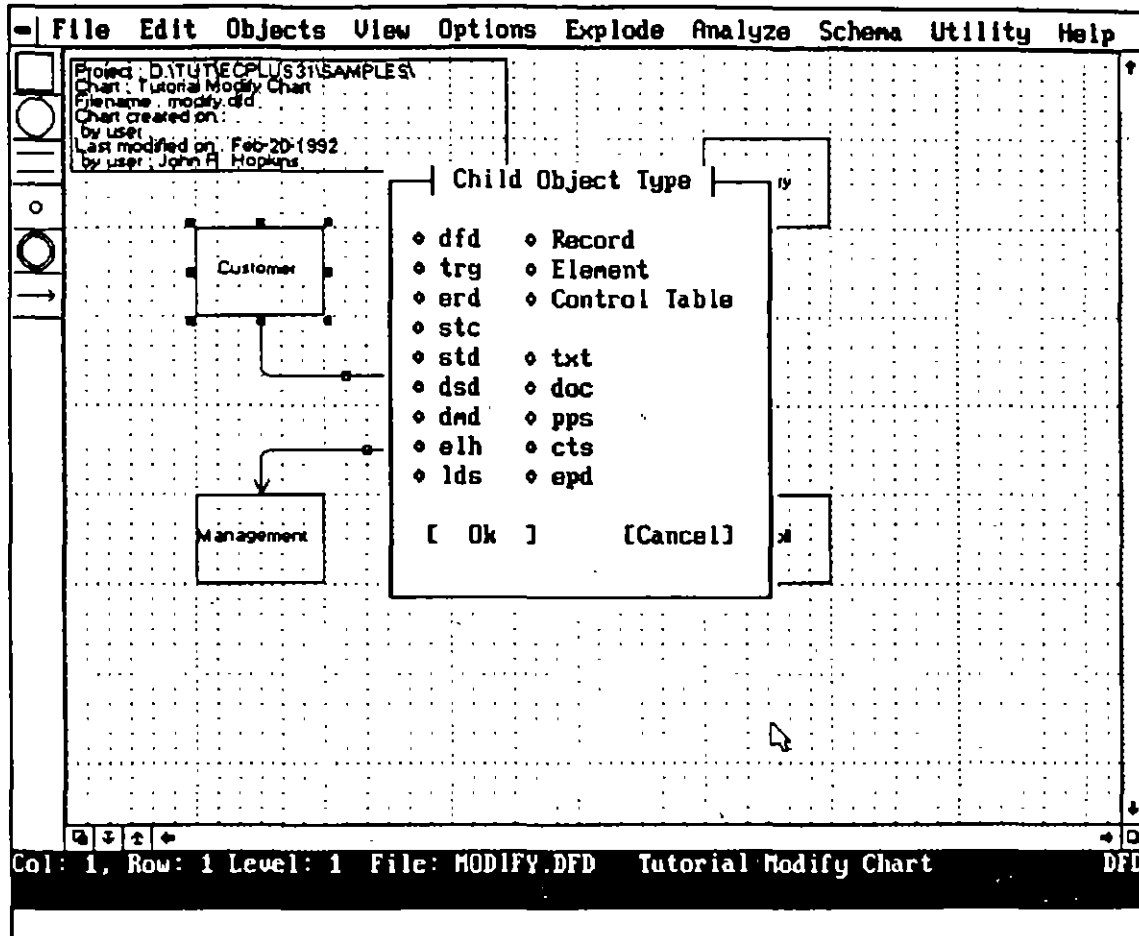 File Edit Objects View Options Explode Analyze Schema Utility Help
Project : D:\TUT\ECPLUS31\SAMPLES\
Chart : Tutorial Modify Chart
Filename : modify.dfd
Chart created on :
by user
Last modified on : Feb-20-1992
by user : John A Hopkins
Customer
Management
ry
Child Object Type
dfd Record
trg Element
erd Control Table
stc
std txt
dsd doc
dmd pps
elh cts
lds epd
[ Ok ] [Cancel]
Col: 1, Row: 1 Level: 1 File: MODIFY.DFD Tutorial Modify Chart DFD